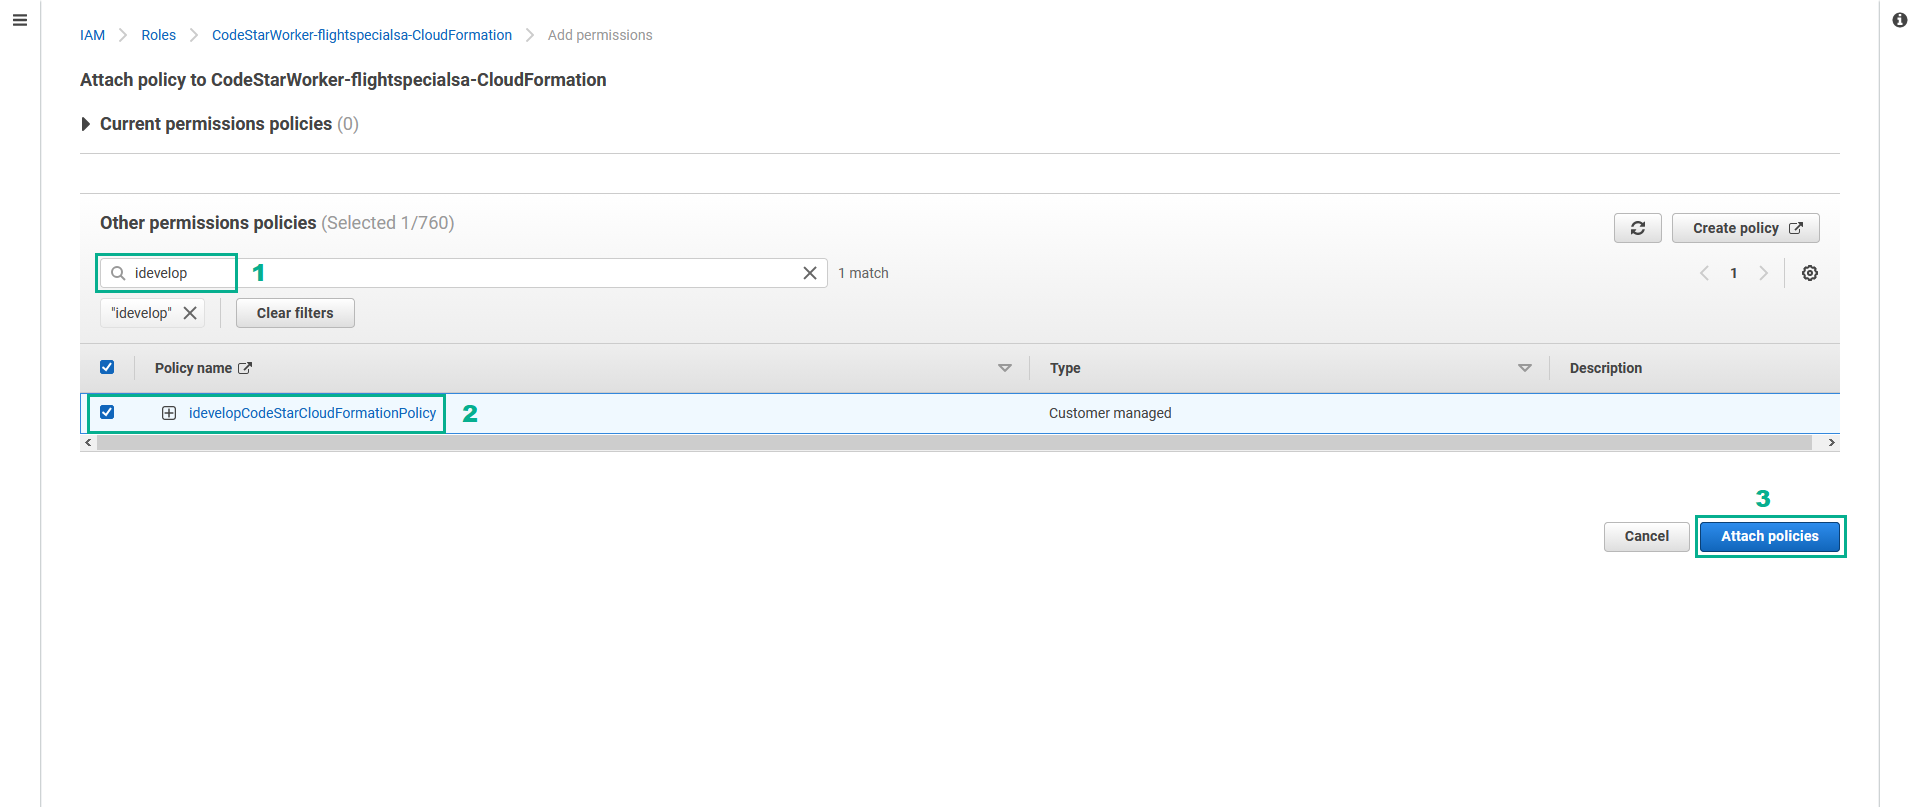 IAM > Roles > CodeStarWorker-flightspecialsa-CloudFormation > Add permissions
Attach policy to CodeStarWorker-flightspecialsa-CloudFormation
Current permissions policies (0)
Other permissions policies (Selected 1/760)
Create policy
idevelop 1 1 match
1
"idevelop" Clear filters
Policy name Type Description
idevelopCodeStarCloudFormationPolicy 2 Customer managed
3
Cancel Attach policies